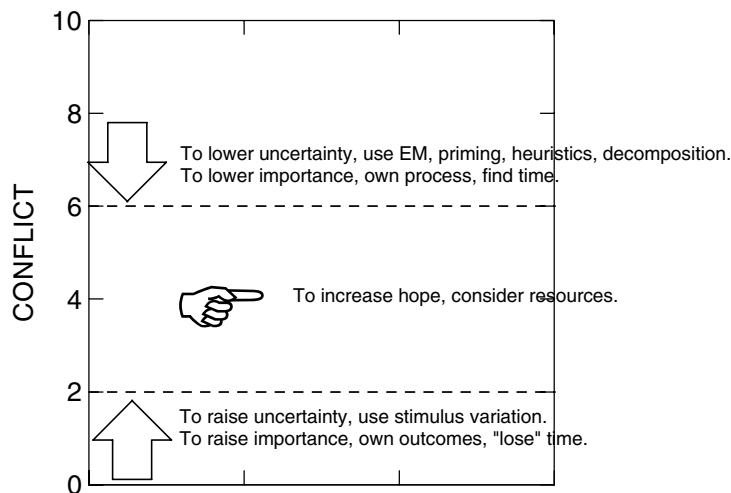 10
8
To lower uncertainty, use EM, priming, heuristics, decomposition.
To lower importance, own process, find time.
6
CONFLICT
4
To increase hope, consider resources.
2
To raise uncertainty, use stimulus variation.
To raise importance, own outcomes, "lose" time.
0